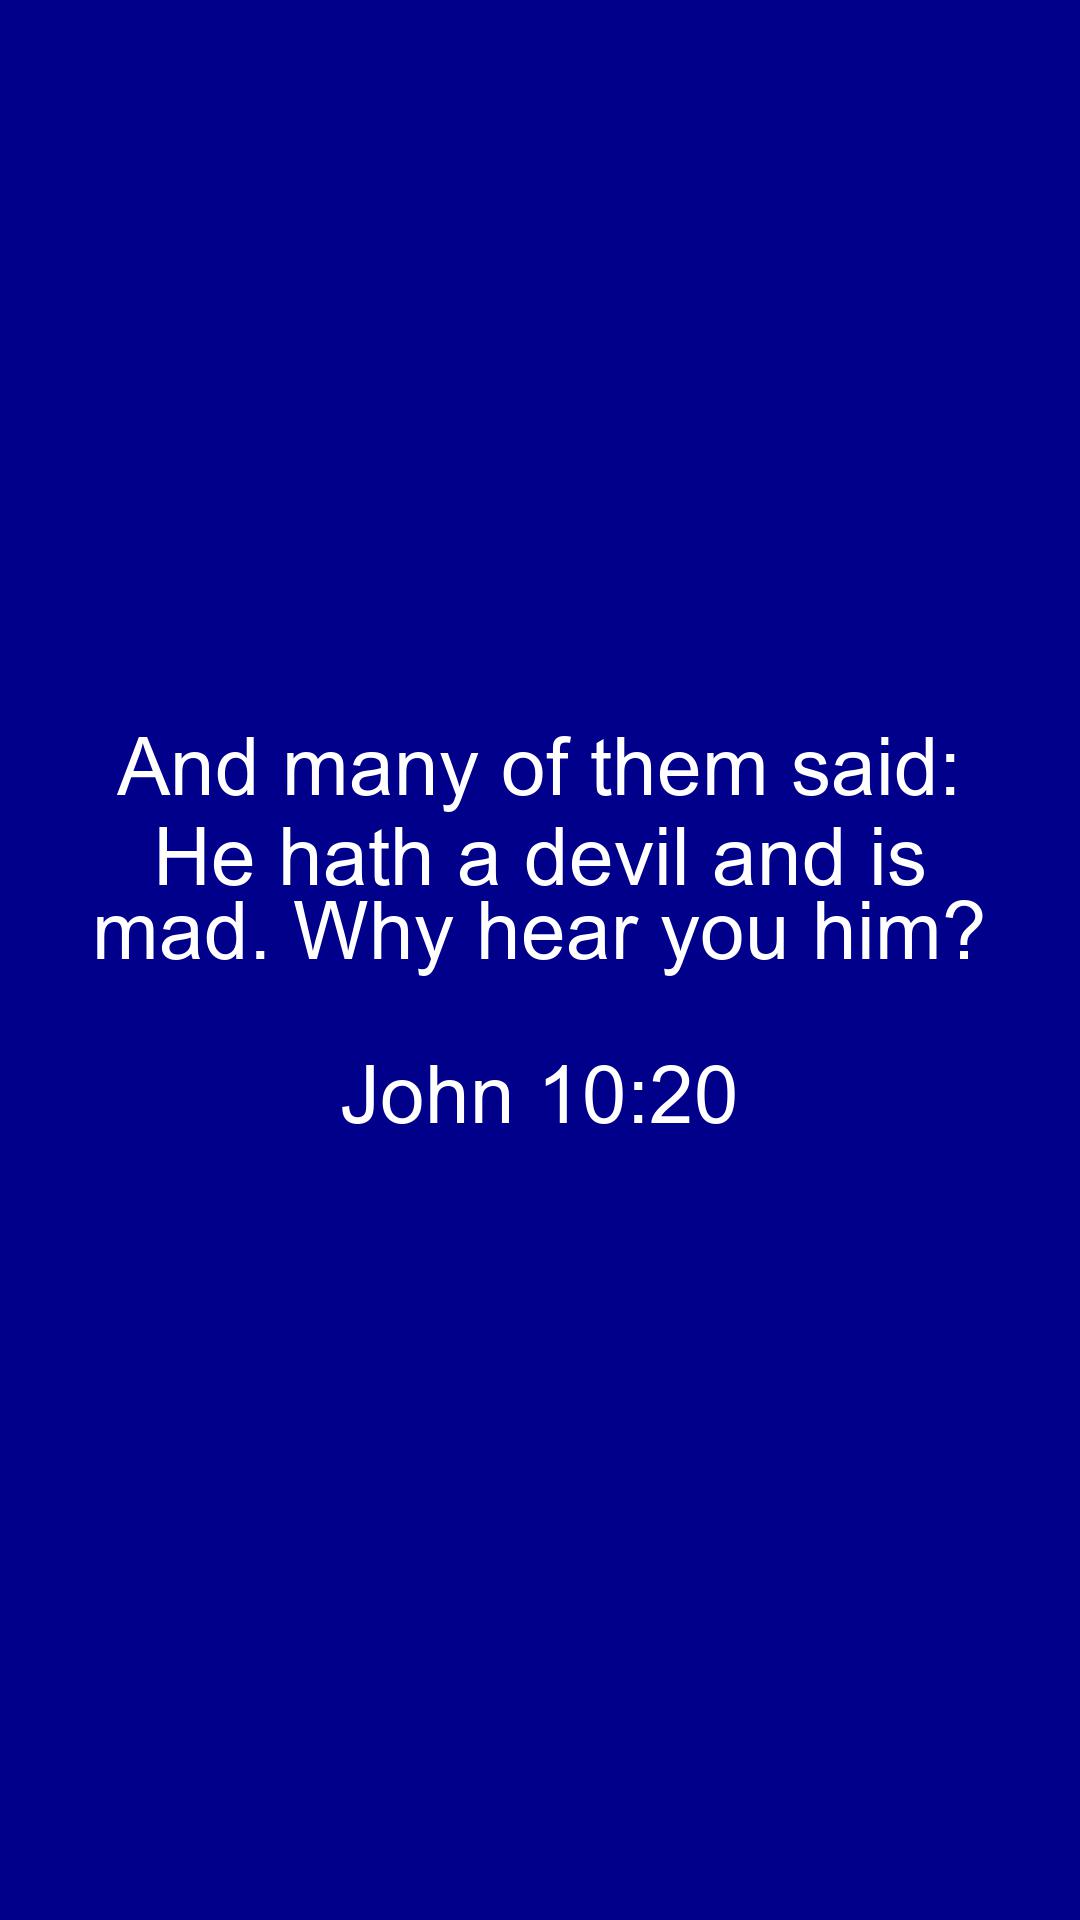 And many of them said:
He hath a devil and is
mad. Why hear you him?
John 10:20